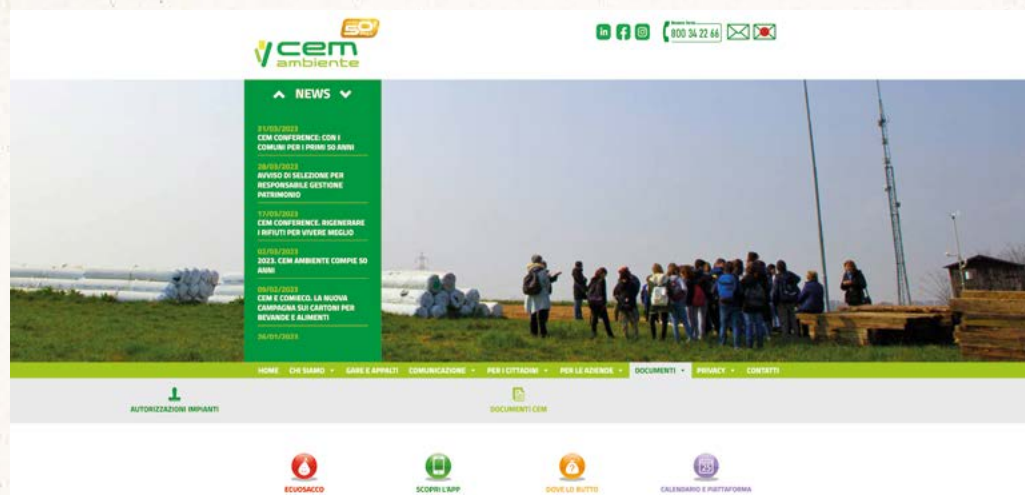 50
cem
ambiente
in
Numero Verde
800 34 22 66
NEWS
31/03/2023
CEM CONFERENCE: CON I
COMUNI PER I PRIMI 50 ANNI
28/03/2023
AVVISO DI SELEZIONE PER
RESPONSABILE GESTIONE
PATRIMONIO
17/03/2023
CEM CONFERENCE. RIGENERARE
I RIFIUTI PER VIVERE MEGLIO
02/03/2023
2023. CEM AMBIENTE COMPIE 50
ANNI
09/02/2023
CEM E COMIECO. LA NUOVA
CAMPAGNA SUI CARTONI PER
BEVANDE E ALIMENTI
26/01/2023
HOME CHI SIAMO GARE E APPALTI COMUNICAZIONE PER I CITTADINI PER LE AZIENDE DOCUMENTI PRIVACY CONTATTI
AUTORIZZAZIONI IMPIANTI
DOCUMENTI CEM
25
ECUOSACCO SCOPRI L'APP DOVE LO BUTTO CALENDARIO E PIATTAFORMA